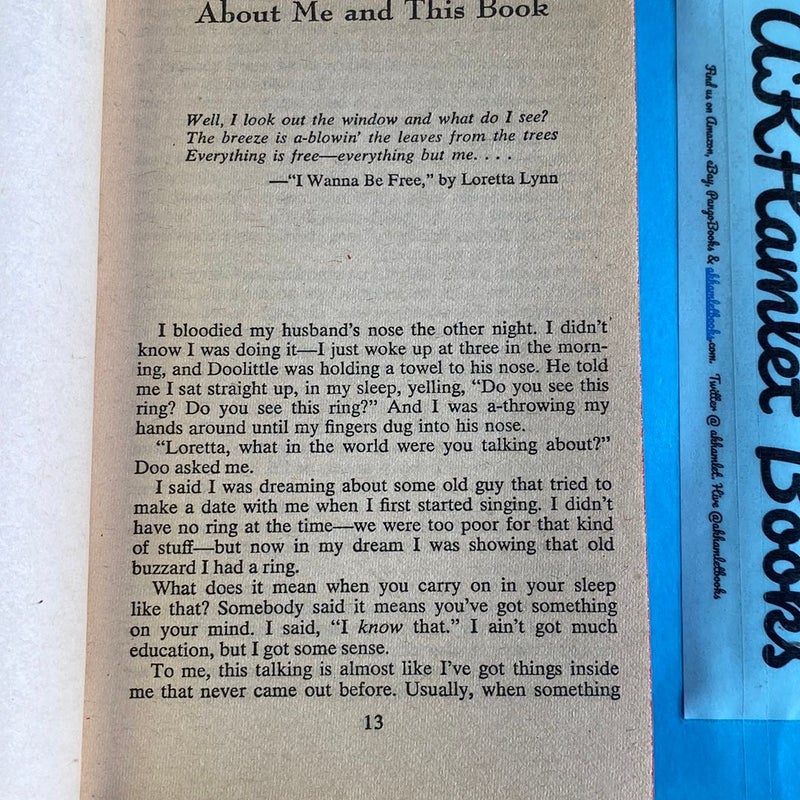 About Me and This Book
Well, I look out the window and what do I see?
The breeze is a-blowin' the leaves from the trees
Everything is free—everything but me. . . .
—"I Wanna Be Free," by Loretta Lynn
I bloodied my husband's nose the other night. I didn't
know I was doing it—I just woke up at three in the morn-
ing, and Doolittle was holding a towel to his nose. He told
me I sat straight up, in my sleep, yelling, "Do you see this
ring? Do you see this ring?" And I was a-throwing my
hands around until my fingers dug into his nose.
"Loretta, what in the world were you talking about?"
Doo asked me.
I said I was dreaming about some old guy that tried to
make a date with me when I first started singing. I didn't
have no ring at the time—we were too poor for that kind
of stuff—but now in my dream I was showing that old
buzzard I had a ring.
What does it mean when you carry on in your sleep
like that? Somebody said it means you've got something
on your mind. I said, "I know that." I ain't got much
education, but I got some sense.
To me, this talking is almost like I've got things inside
me that never came out before. Usually, when something
13
AKHamlet Books
Find us on Amazon, eBay, PangoBooks & akhamletbooks.com. Twitter @ akhamlet. Hive @akhamletbooks